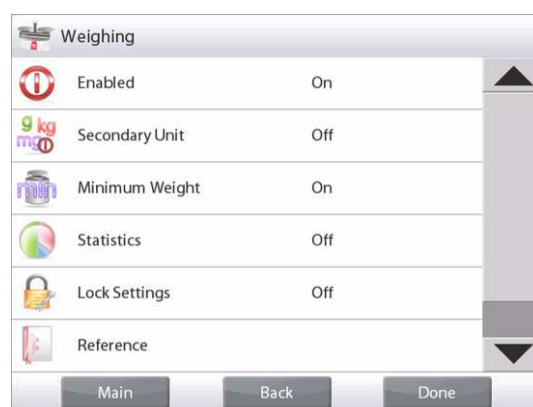 Weighing
Enabled On
g kg mg
Secondary Unit Off
min
Minimum Weight On
Statistics Off
Lock Settings Off
Reference
Main Back Done